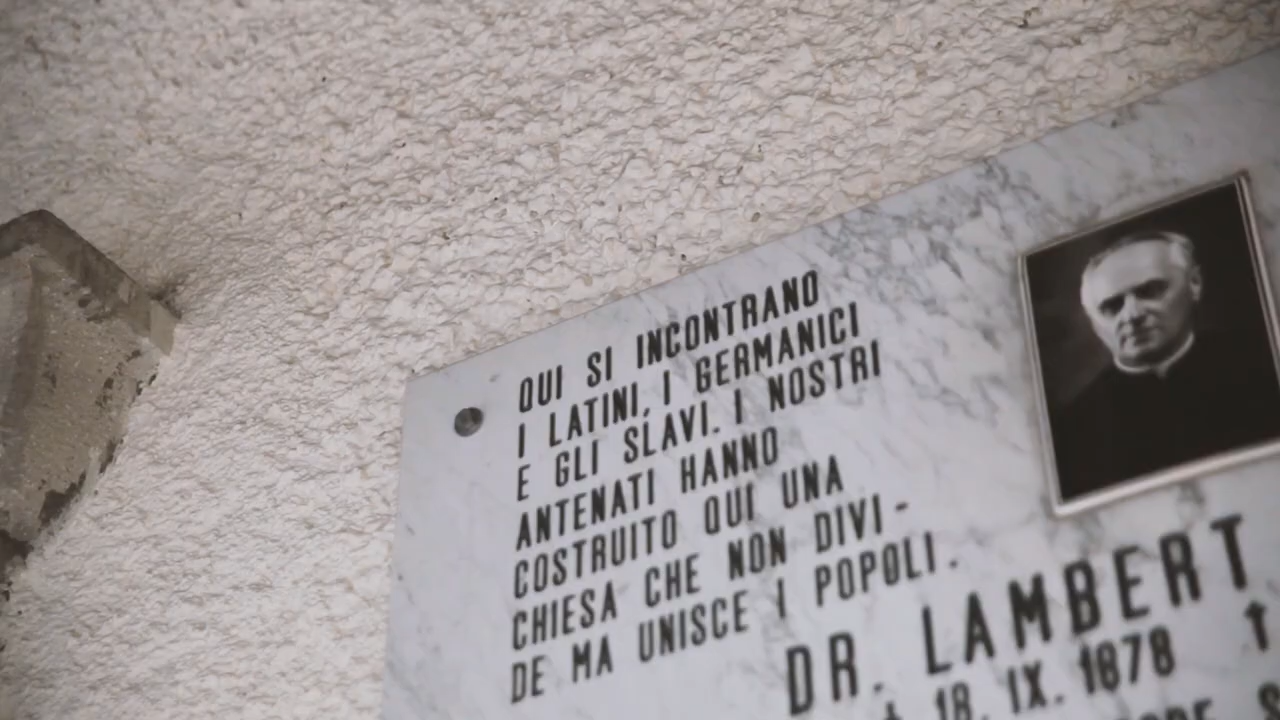 QUI SI INCONTRANO
I LATINI, I GERMANICI
E GLI SLAVI. I NOSTRI
ANTENATI HANNO
COSTRUITO QUI UNA
CHIESA CHE NON DIVI-
DE MA UNISCE I POPOLI.
DR. LAMBERT
18. IX. 1878 †